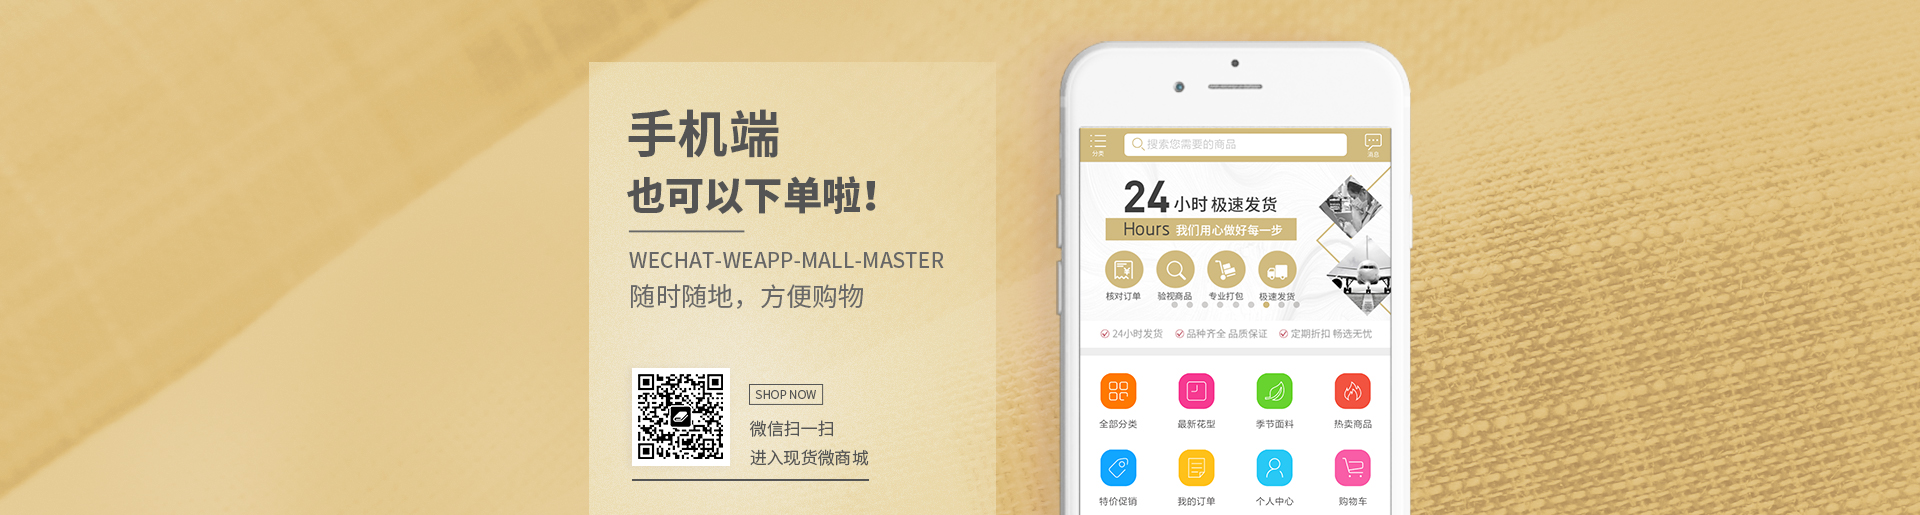 手机端
也可以下单啦！
WECHAT-WEAPP-MALL-MASTER
随时随地，方便购物
SHOP NOW
微信扫一扫
进入现货微商城
分类
搜索您需要的商品
消息
24小时 极速发货
Hours 我们用心做好每一步
核对订单 验视商品 专业打包 极速发货
24小时发货 品种齐全 品质保证 定期折扣 畅选无忧
全部分类 最新花型 季节面料 热卖商品
特价促销 我的订单 个人中心 购物车